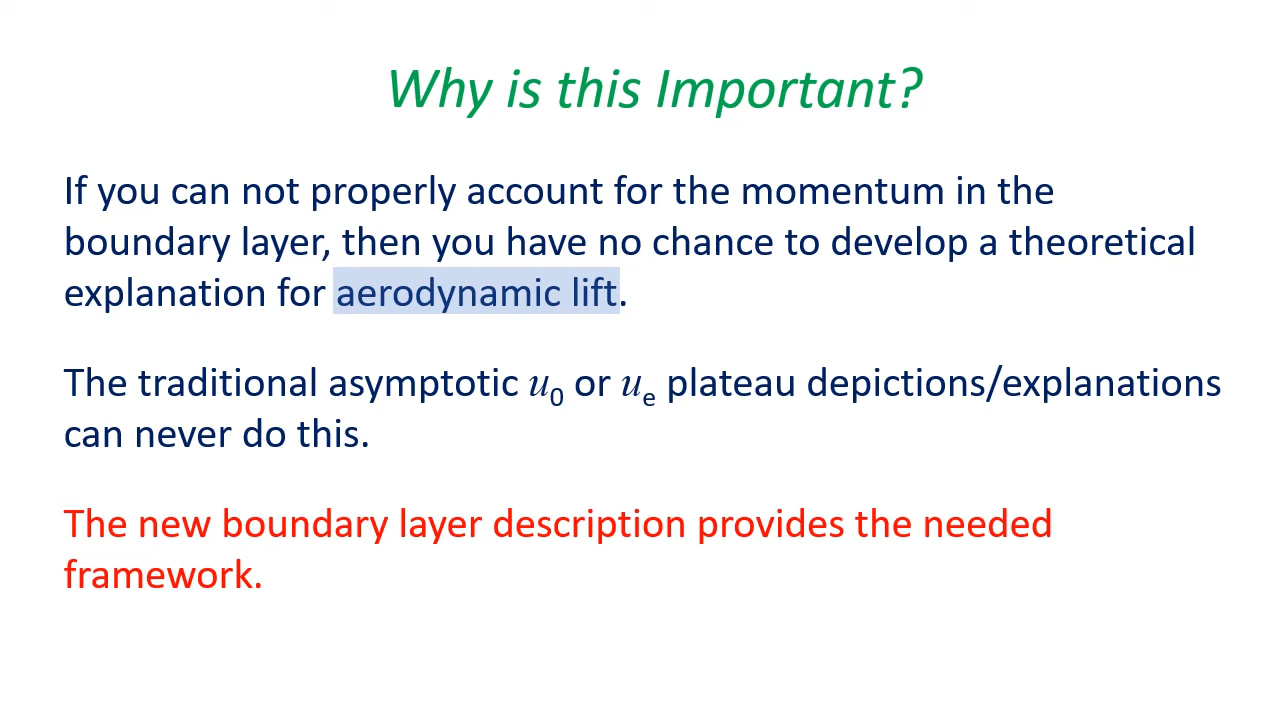 Why is this Important?
If you can not properly account for the momentum in the
boundary layer, then you have no chance to develop a theoretical
explanation for aerodynamic lift.
The traditional asymptotic u0 or ue plateau depictions/explanations
can never do this.
The new boundary layer description provides the needed
framework.